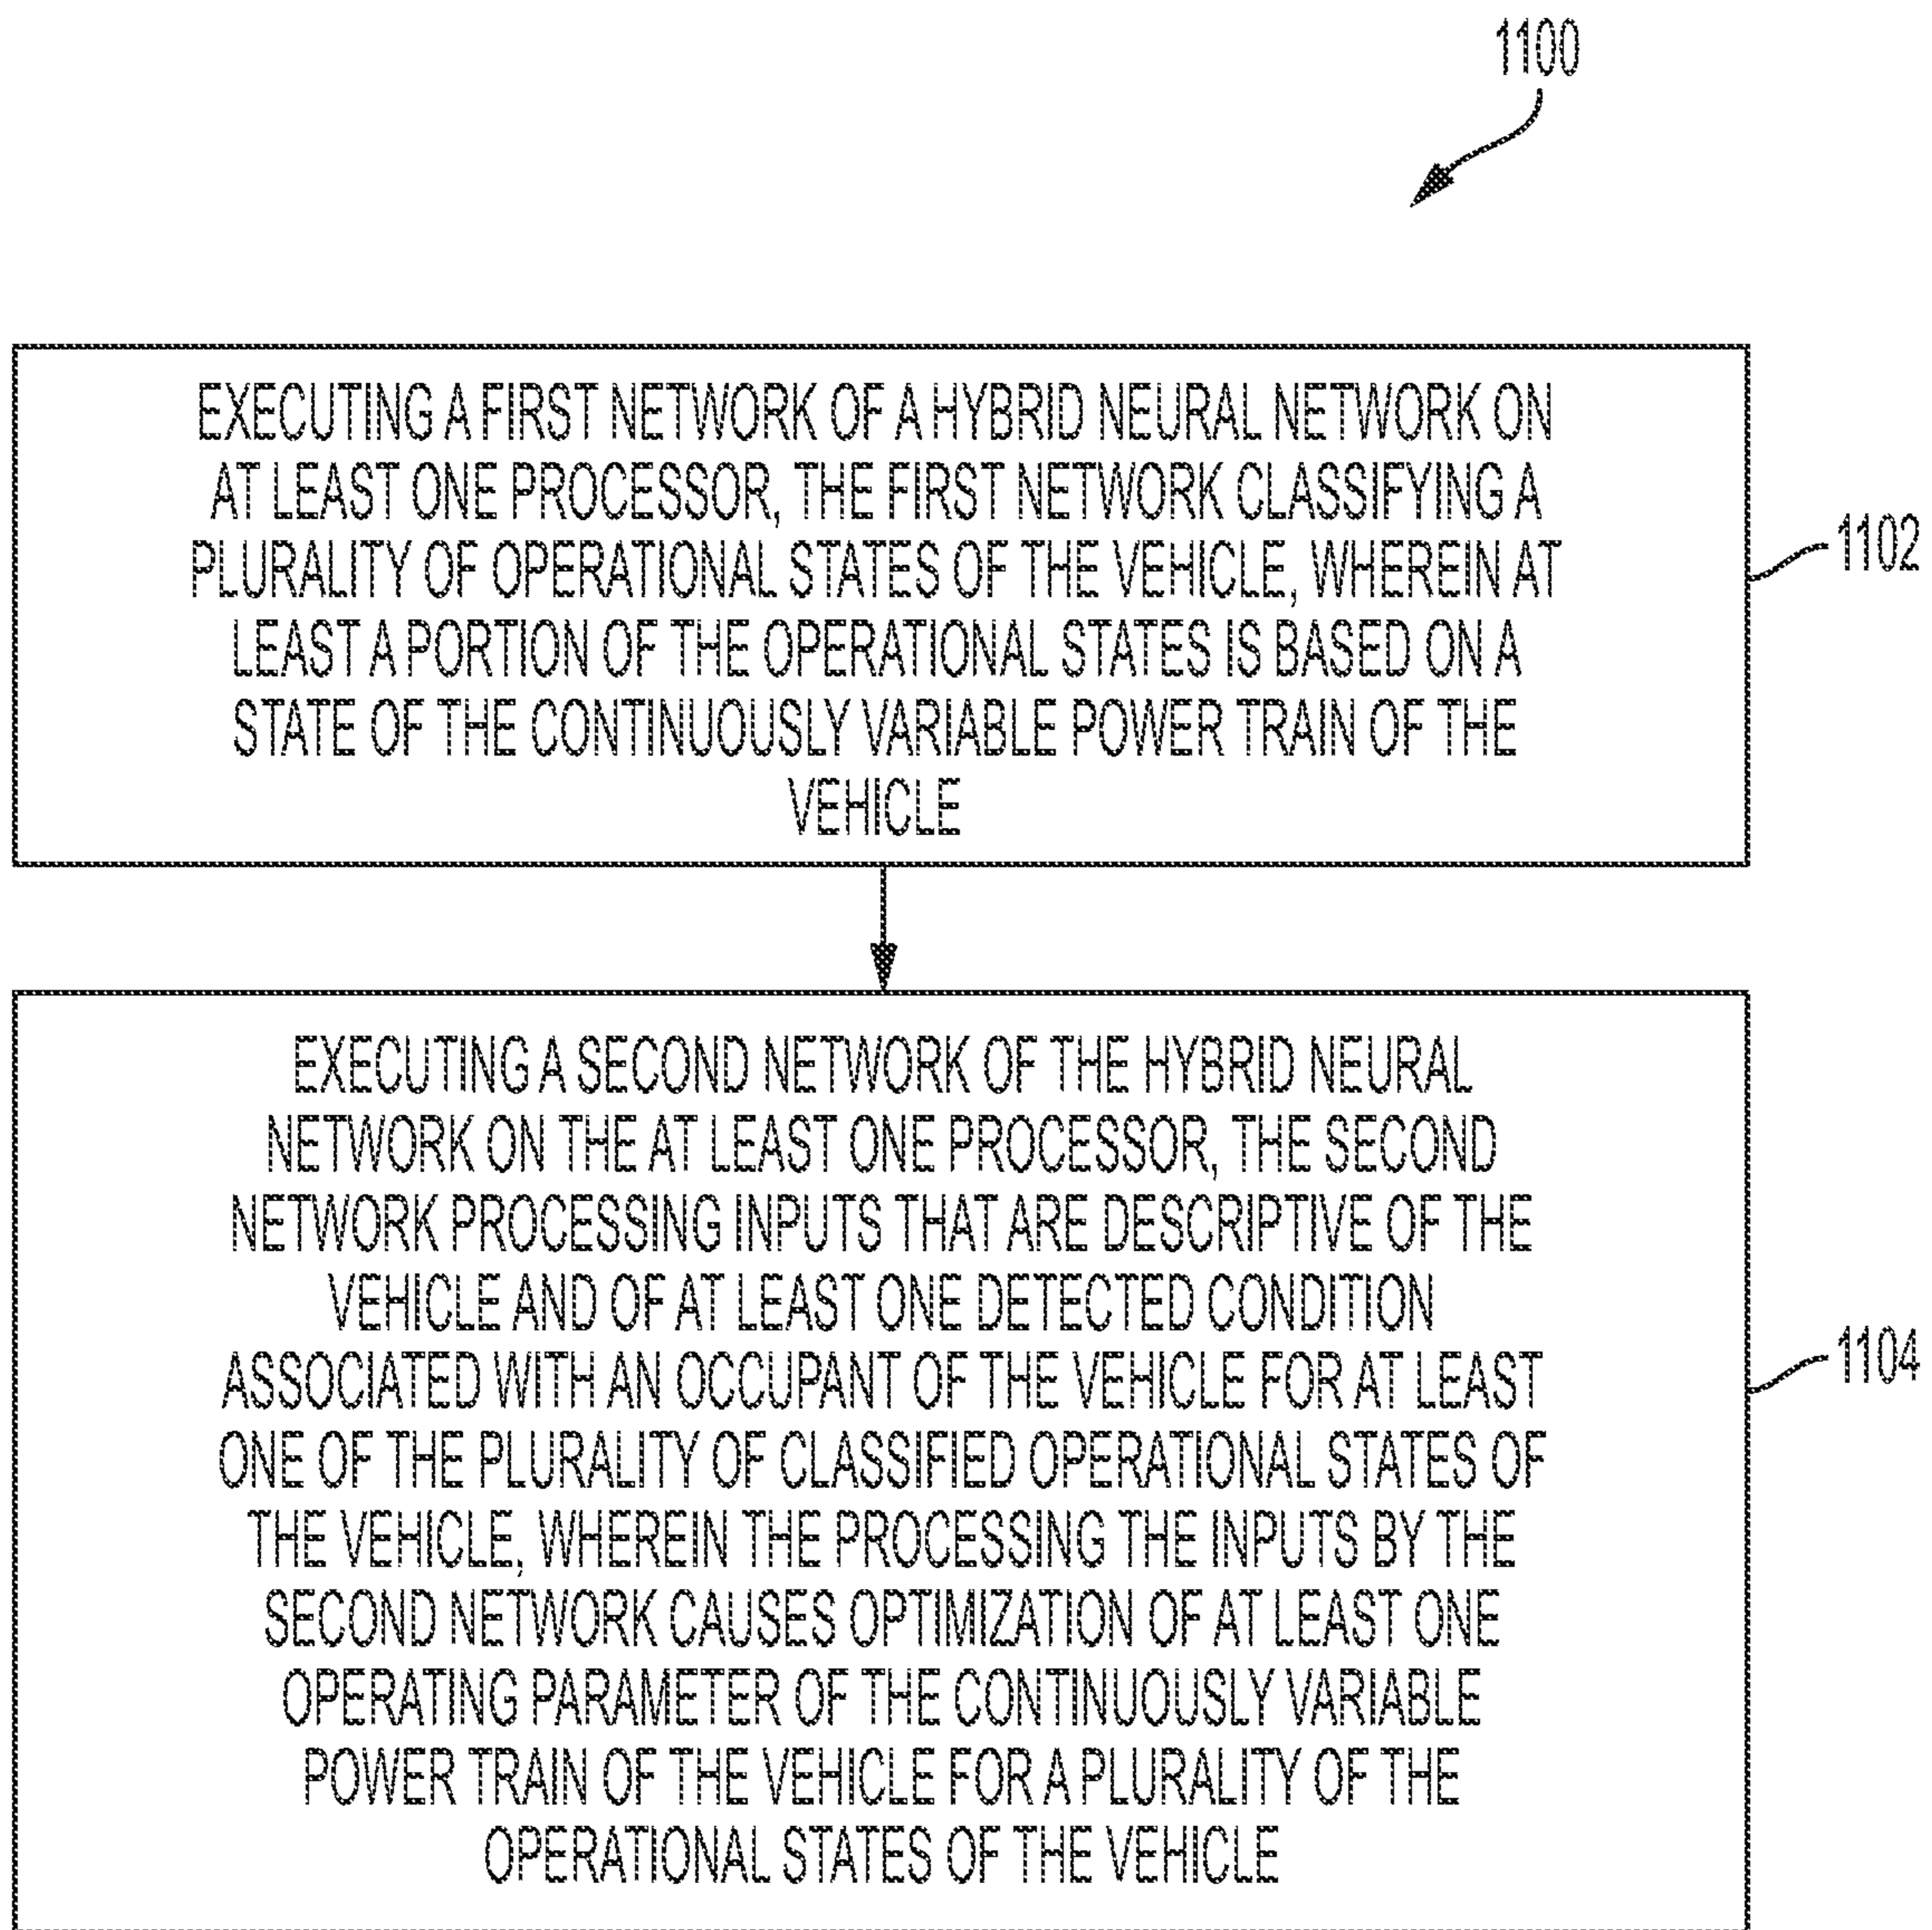 1100
EXECUTING A FIRST NETWORK OF A HYBRID NEURAL NETWORK ON
AT LEAST ONE PROCESSOR, THE FIRST NETWORK CLASSIFYING A
PLURALITY OF OPERATIONAL STATES OF THE VEHICLE, WHEREIN AT
LEAST A PORTION OF THE OPERATIONAL STATES IS BASED ON A
STATE OF THE CONTINUOUSLY VARIABLE POWER TRAIN OF THE
VEHICLE
1102
EXECUTING A SECOND NETWORK OF THE HYBRID NEURAL
NETWORK ON THE AT LEAST ONE PROCESSOR, THE SECOND
NETWORK PROCESSING INPUTS THAT ARE DESCRIPTIVE OF THE
VEHICLE AND OF AT LEAST ONE DETECTED CONDITION
ASSOCIATED WITH AN OCCUPANT OF THE VEHICLE FOR AT LEAST
ONE OF THE PLURALITY OF CLASSIFIED OPERATIONAL STATES OF
THE VEHICLE, WHEREIN THE PROCESSING THE INPUTS BY THE
SECOND NETWORK CAUSES OPTIMIZATION OF AT LEAST ONE
OPERATING PARAMETER OF THE CONTINUOUSLY VARIABLE
POWER TRAIN OF THE VEHICLE FOR A PLURALITY OF THE
OPERATIONAL STATES OF THE VEHICLE
1104